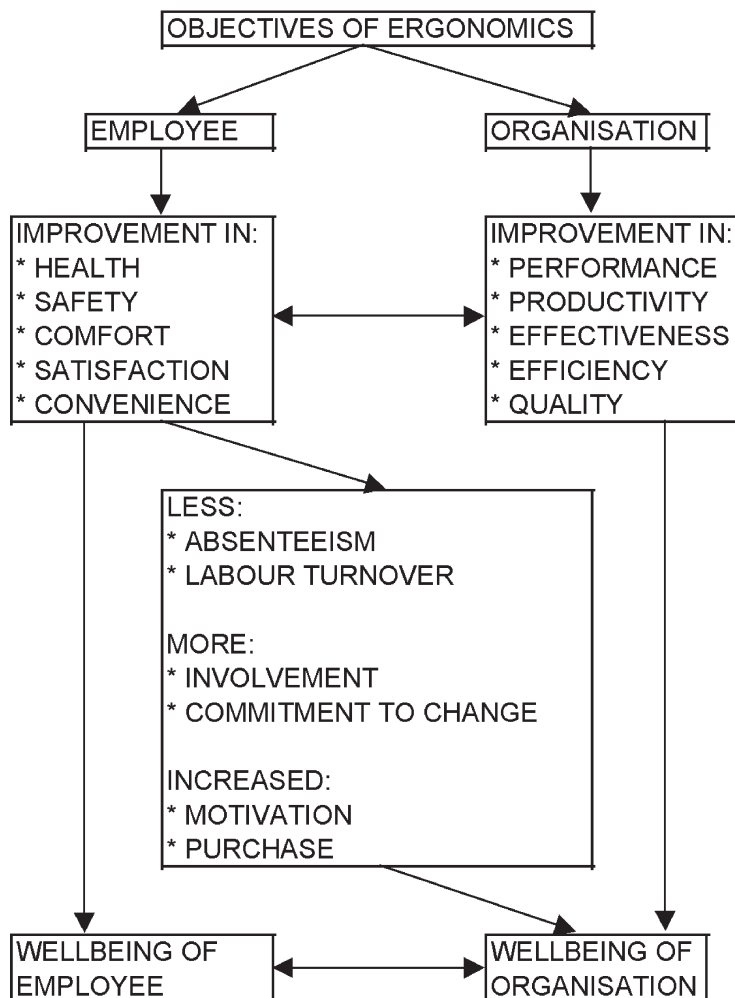 OBJECTIVES OF ERGONOMICS
EMPLOYEE
ORGANISATION
IMPROVEMENT IN:
* HEALTH
* SAFETY
* COMFORT
* SATISFACTION
* CONVENIENCE
IMPROVEMENT IN:
* PERFORMANCE
* PRODUCTIVITY
* EFFECTIVENESS
* EFFICIENCY
* QUALITY
LESS:
* ABSENTEEISM
* LABOUR TURNOVER
MORE:
* INVOLVEMENT
* COMMITMENT TO CHANGE
INCREASED:
* MOTIVATION
* PURCHASE
WELLBEING OF
EMPLOYEE
WELLBEING OF
ORGANISATION